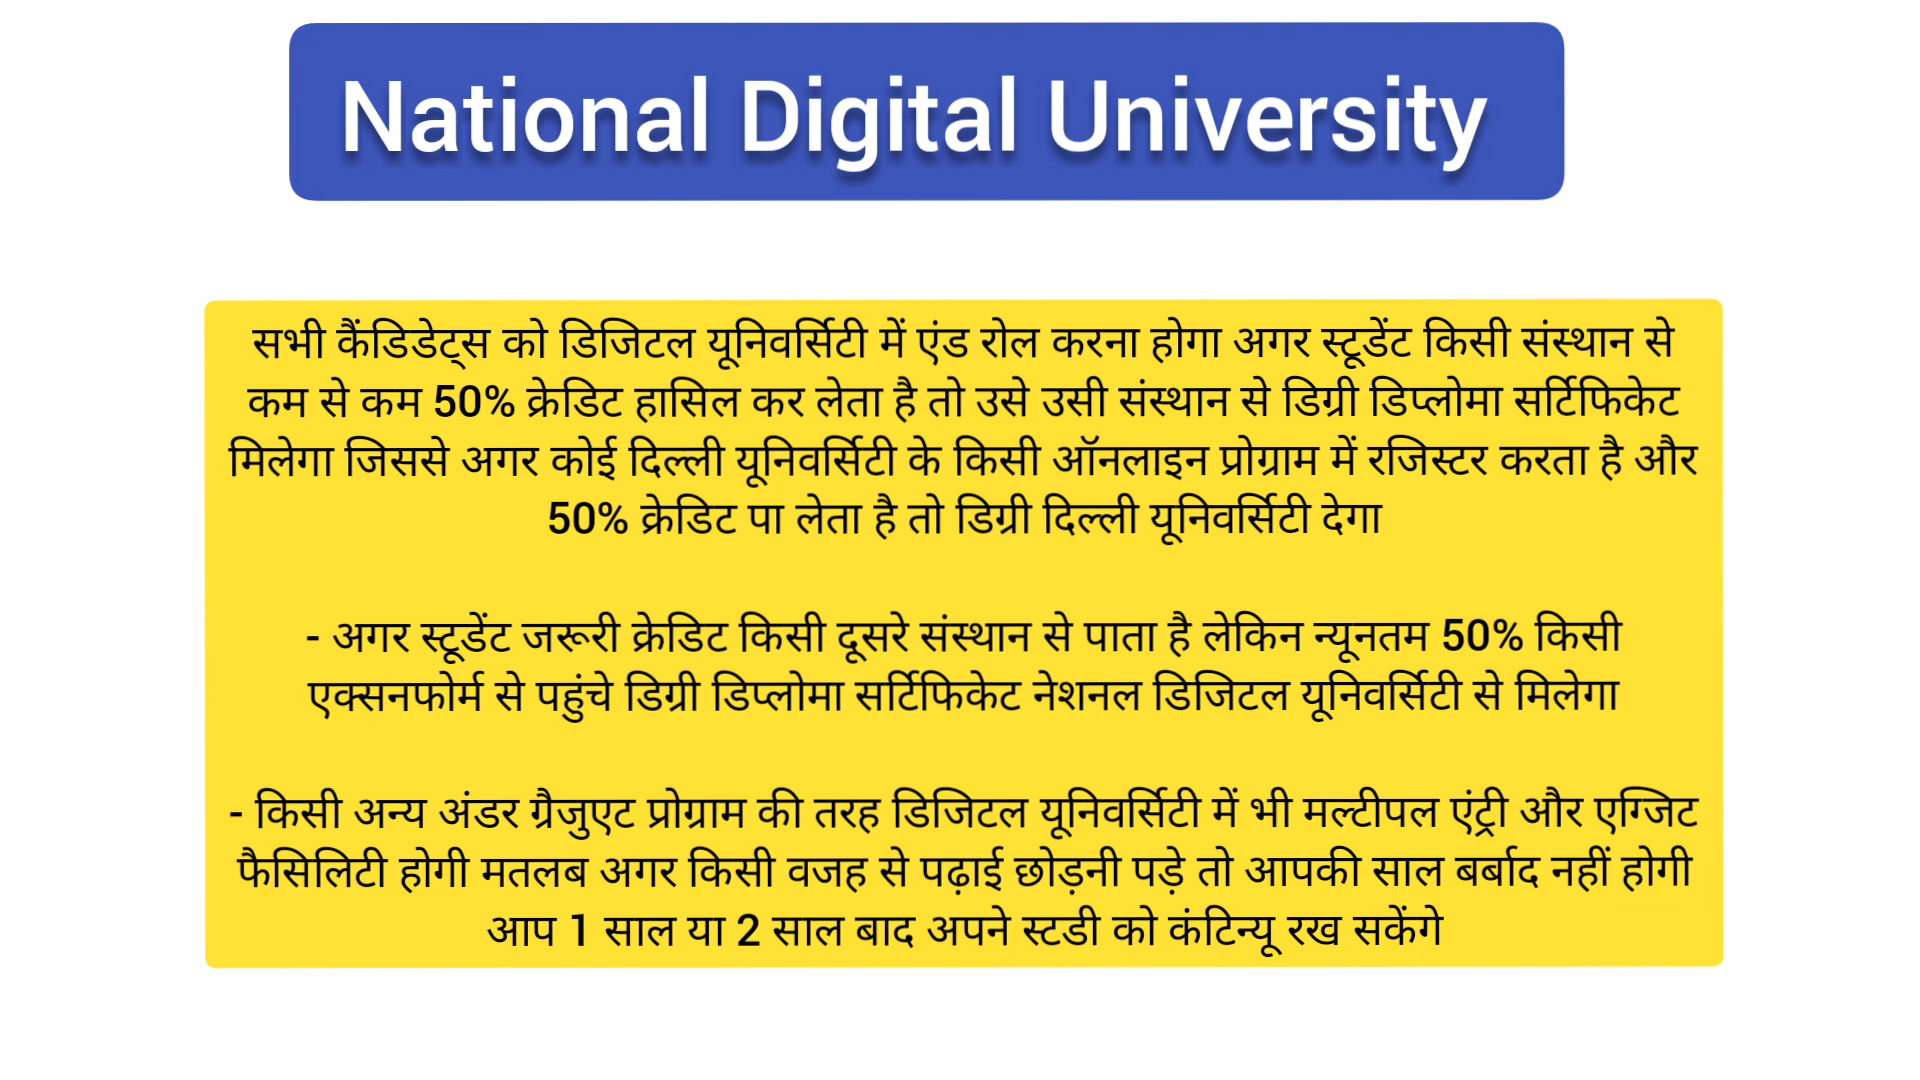 National Digital University
सभी कैंडिडेट्स को डिजिटल यूनिवर्सिटी में एंड रोल करना होगा अगर स्टूडेंट किसी संस्थान से
कम से कम 50% क्रेडिट हासिल कर लेता है तो उसे उसी संस्थान से डिग्री डिप्लोमा सर्टिफिकेट
मिलेगा जिससे अगर कोई दिल्ली यूनिवर्सिटी के किसी ऑनलाइन प्रोग्राम में रजिस्टर करता है और
50% क्रेडिट पा लेता है तो डिग्री दिल्ली यूनिवर्सिटी देगा
- अगर स्टूडेंट जरूरी क्रेडिट किसी दूसरे संस्थान से पाता है लेकिन न्यूनतम 50% किसी
एक्सनफोर्म से पहुंचे डिग्री डिप्लोमा सर्टिफिकेट नेशनल डिजिटल यूनिवर्सिटी से मिलेगा
- किसी अन्य अंडर ग्रैजुएट प्रोग्राम की तरह डिजिटल यूनिवर्सिटी में भी मल्टीपल एंट्री और एग्जिट
फैसिलिटी होगी मतलब अगर किसी वजह से पढ़ाई छोड़नी पड़े तो आपकी साल बर्बाद नहीं होगी
आप 1 साल या 2 साल बाद अपने स्टडी को कंटिन्यू रख सकेंगे